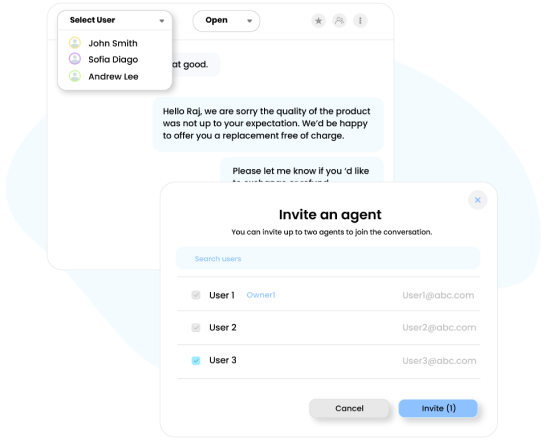 Select User
Open
John Smith
Sofia Diago
Andrew Lee
at good.
Hello Raj, we are sorry the quality of the product
was not up to your expectation. We'd be happy
to offer you a replacement free of charge.
Please let me know if you 'd like
to exchange or refund
Invite an agent
You can invite up to two agents to join the conversation.
Search users
User 1 Owner1 User1@abc.com
User 2 User2@abc.com
User 3 User3@abc.com
Cancel
Invite (1)